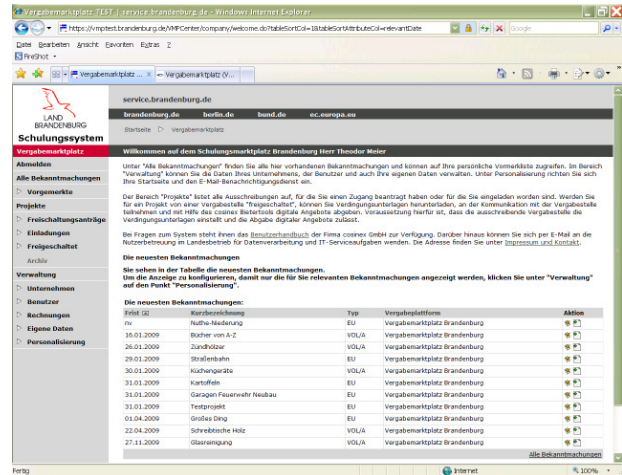 Vergabemarktplatz TEST | service.brandenburg.de - Windows Internet Explorer
https://vmptest.brandenburg.de/VMPCenter/company/welcome.do?tableSortCol=1&tableSortAttributeCol=relevantDate
Google
Datei Bearbeiten Ansicht Favoriten Extras ?
FireShot
Vergabemarktplatz ... Vergabemarktplatz (V...
LAND
BRANDENBURG
Schulungssystem
service.brandenburg.de
brandenburg.de berlin.de bund.de ec.europa.eu
Startseite Vergabemarktplatz
Vergabemarktplatz
Abmelden
Alle Bekanntmachungen
Vorgemerkte
Projekte
Freischaltungsanträge
Einladungen
Freigeschaltet
Archiv
Verwaltung
Unternehmen
Benutzer
Rechnungen
Eigene Daten
Personalisierung
Willkommen auf dem Schulungsmarktplatz Brandenburg Herr Theodor Meier
Unter "Alle Bekanntmachungen" finden Sie alle hier vorhandenen Bekanntmachungen und können auf Ihre persönliche Vormerkliste zugreifen. Im Bereich
"Verwaltung" können Sie die Daten Ihres Unternehmens, der Benutzer und auch Ihre eigenen Daten verwalten. Unter Personalisierung richten Sie sich
Ihre Startseite und den E-Mail-Benachrichtigungsdienst ein.
Der Bereich "Projekte" listet alle Ausschreibungen auf, für die Sie einen Zugang beantragt haben oder für die Sie eingeladen worden sind. Werden Sie
für ein Projekt von einer Vergabestelle "freigeschaltet", können Sie Verdingungsunterlagen herunterladen, an der Kommunikation mit der Vergabestelle
teilnehmen und mit Hilfe des cosinex Bietertools digitale Angebote abgeben. Voraussetzung hierfür ist, dass die ausschreibende Vergabestelle die
Verdingungsunterlagen einstellt und die Abgabe digitaler Angebote zulässt.
Bei Fragen zum System steht ihnen das Benutzerhandbuch der Firma cosinex GmbH zur Verfügung. Darüber hinaus können Sie sich per E-Mail an die
Nutzerbetreuung im Landesbetrieb für Datenverarbeitung und IT-Serviceaufgaben wenden. Die Adresse finden Sie unter Impressum und Kontakt.
Die neuesten Bekanntmachungen
Sie sehen in der Tabelle die neuesten Bekanntmachungen.
Um die Anzeige zu konfigurieren, damit nur die für Sie relevanten Bekanntmachungen angezeigt werden, klicken Sie unter "Verwaltung"
auf den Punkt "Personalisierung".
Die neuesten Bekanntmachungen:
Frist Kurzbezeichnung Typ Vergabeplattform Aktion
nv Nuthe-Niederung EU Vergabemarktplatz Brandenburg
16.01.2009 Bücher von A-Z VOL/A Vergabemarktplatz Brandenburg
26.01.2009 Zündhölzer VOL/A Vergabemarktplatz Brandenburg
29.01.2009 Straßenbahn EU Vergabemarktplatz Brandenburg
30.01.2009 Küchengeräte VOL/A Vergabemarktplatz Brandenburg
31.01.2009 Kartoffeln EU Vergabemarktplatz Brandenburg
31.01.2009 Garagen Feuerwehr Neubau EU Vergabemarktplatz Brandenburg
31.01.2009 Testprojekt EU Vergabemarktplatz Brandenburg
01.04.2009 Großes Ding EU Vergabemarktplatz Brandenburg
22.04.2009 Schreibtische Holz VOL/A Vergabemarktplatz Brandenburg
27.11.2009 Glasreinigung VOL/A Vergabemarktplatz Brandenburg
Alle Bekanntmachungen
Fertig Internet 100%